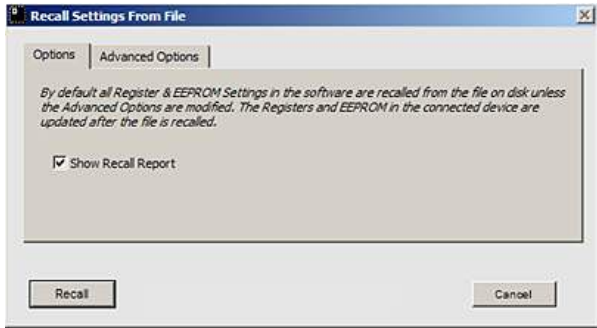 Recall Settings From File
Options
Advanced Options
By default all Register & EEPROM Settings in the software are recalled from the file on disk unless
the Advanced Options are modified. The Registers and EEPROM in the connected device are
updated after the file is recalled.
Show Recall Report
Recall
Cancel